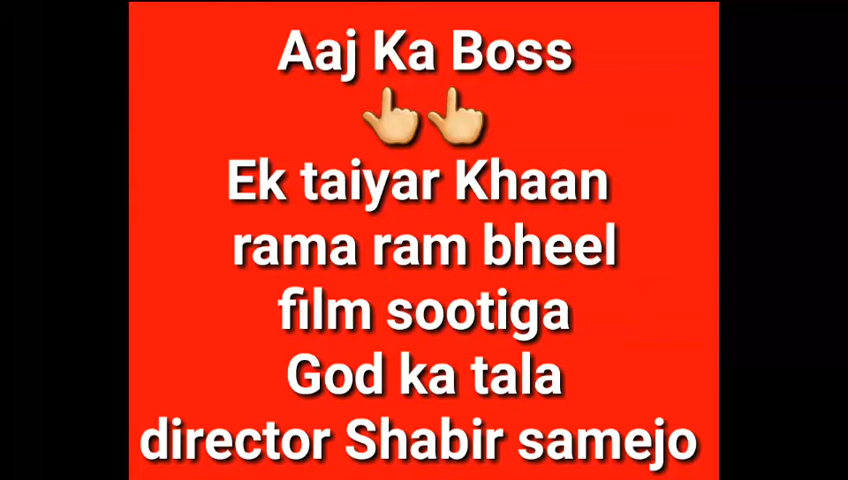 Aaj Ka Boss
👆👆
Ek taiyar Khaan
rama ram bheel
film sootiga
God ka tala
director Shabir samejo